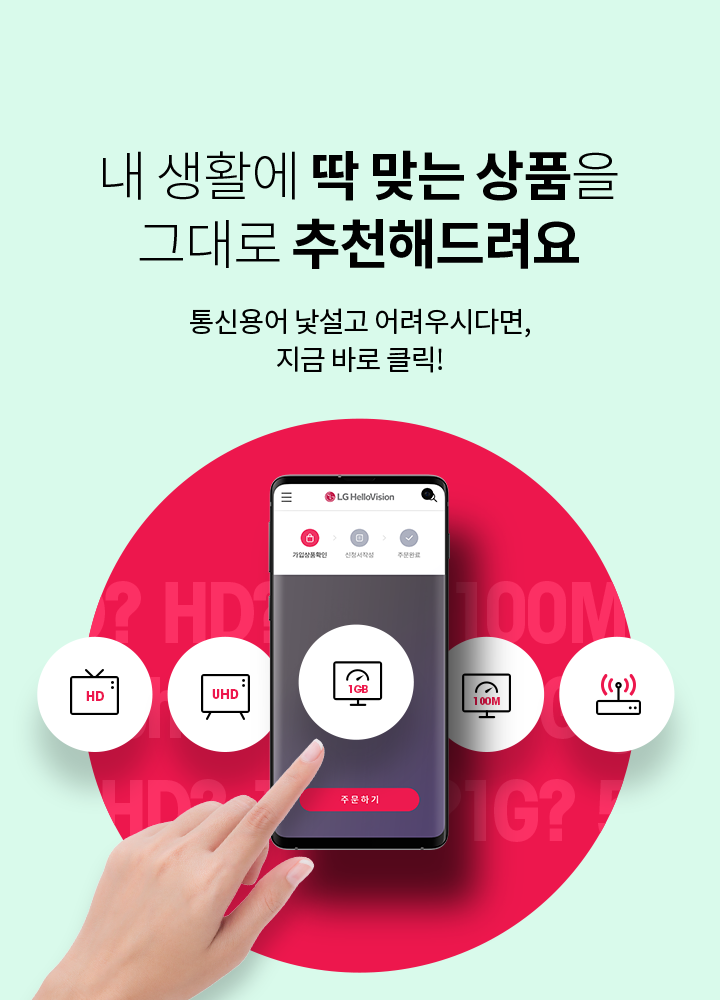 내 생활에 딱 맞는 상품을
그대로 추천해드려요
통신용어 낯설고 어려우시다면,
지금 바로 클릭!
LG HelloVision
가입상품확인 신청서작성 주문완료
? HD? 100M
HD UHD 1GB 100M
HD? 1G? 5
주문하기